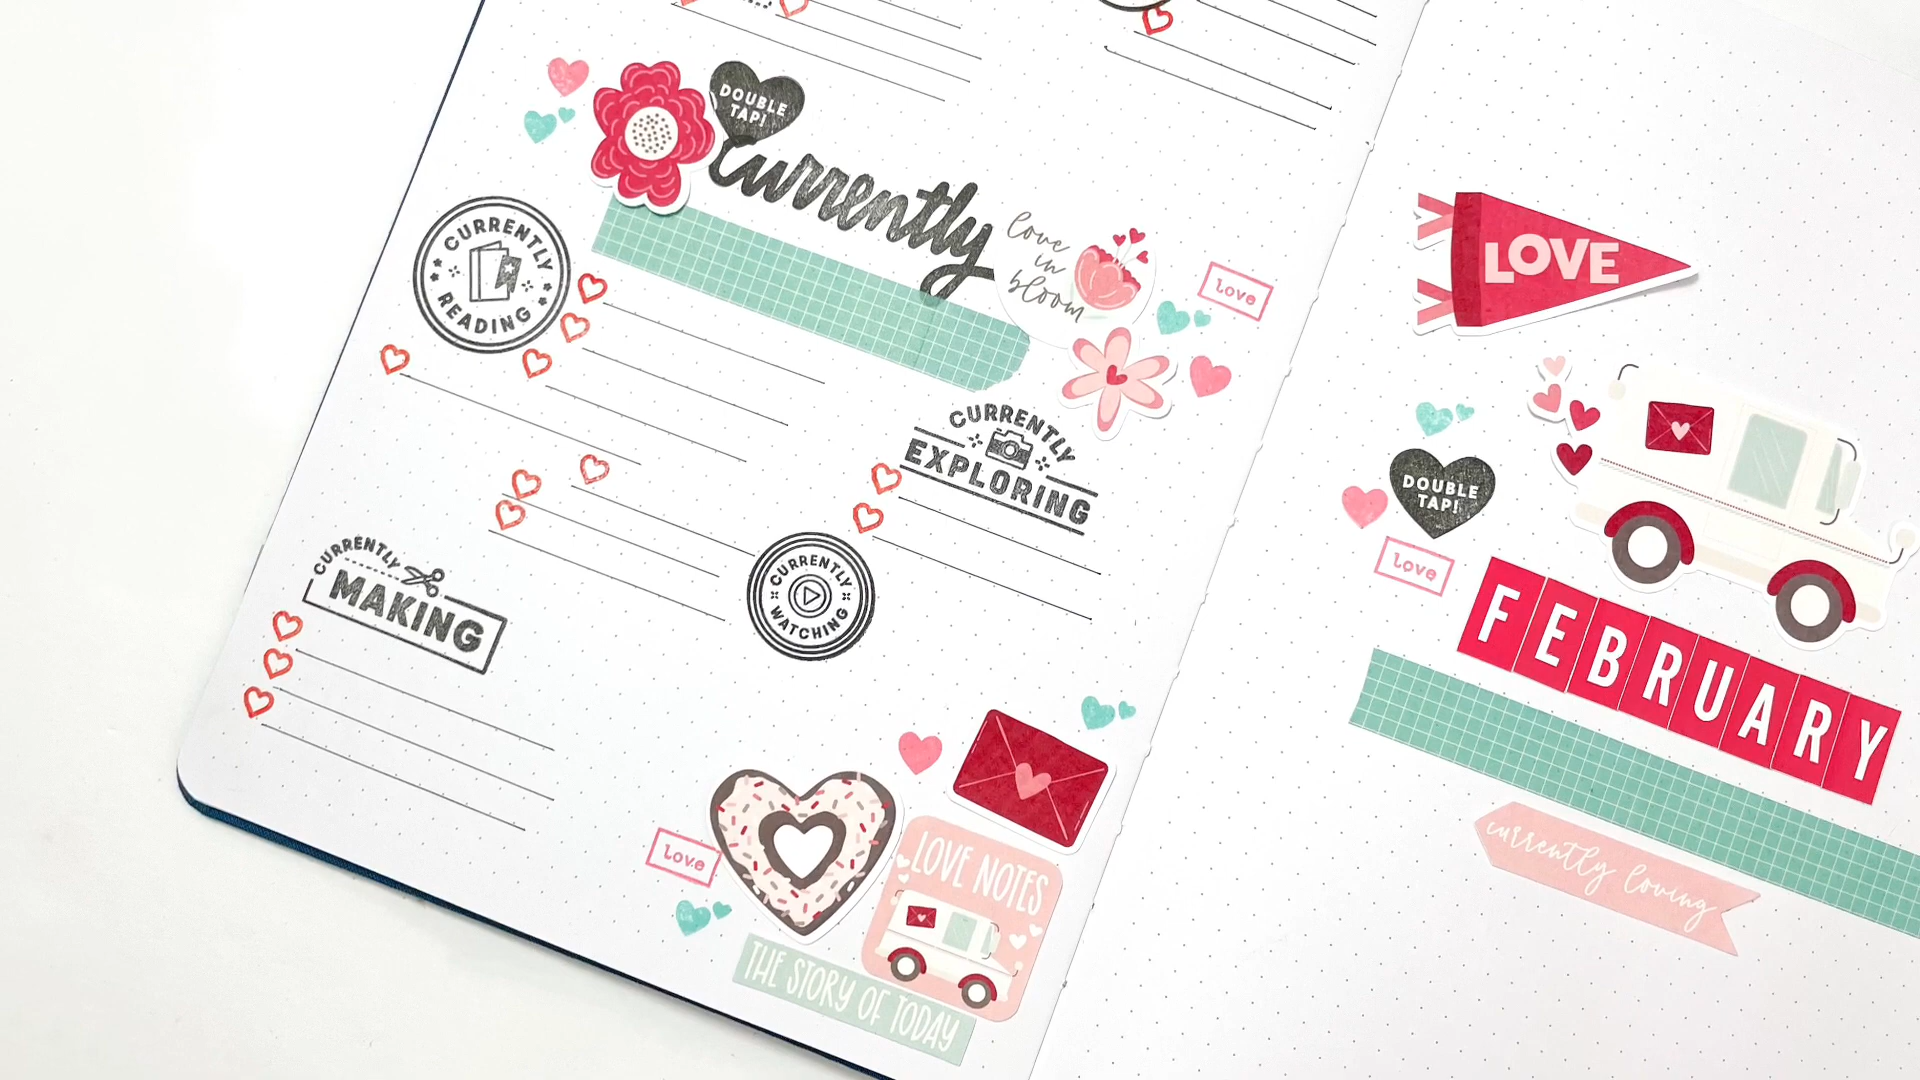 DOUBLE
TAP!
Currently
love
in
bloom
love
CURRENTLY
READING
CURRENTLY
EXPLORING
CURRENTLY
MAKING
CURRENTLY
WATCHING
love
LOVE NOTES
THE STORY OF TODAY
LOVE
DOUBLE
TAP!
love
FEBRUARY
currently loving